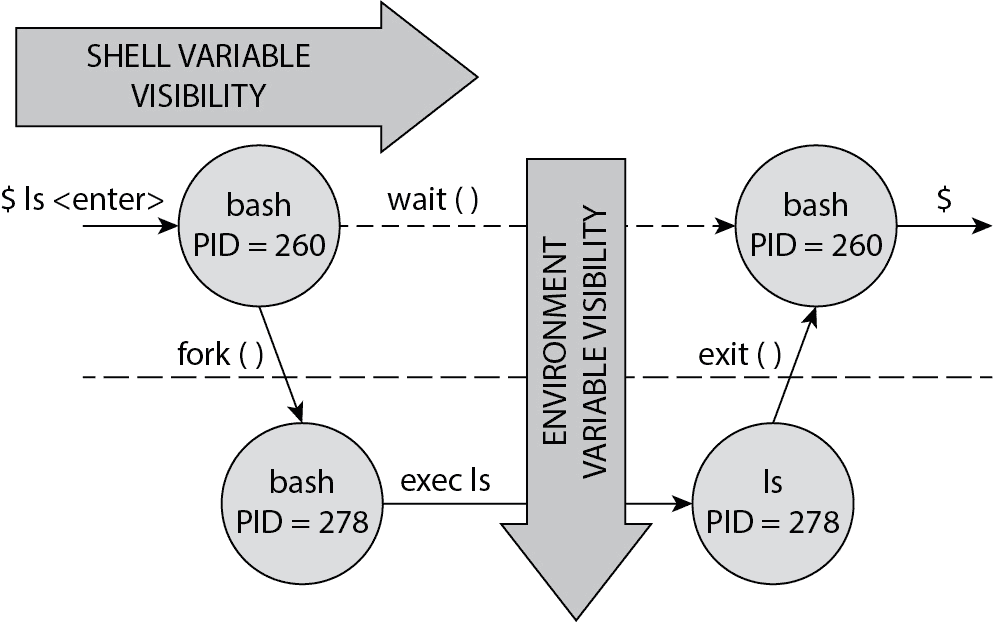 SHELL VARIABLE
VISIBILITY
$ ls <enter>
bash
PID = 260
wait ( )
bash
PID = 260
$
fork ( )
ENVIRONMENT
VARIABLE VISIBILITY
exit ( )
bash
PID = 278
exec ls
ls
PID = 278